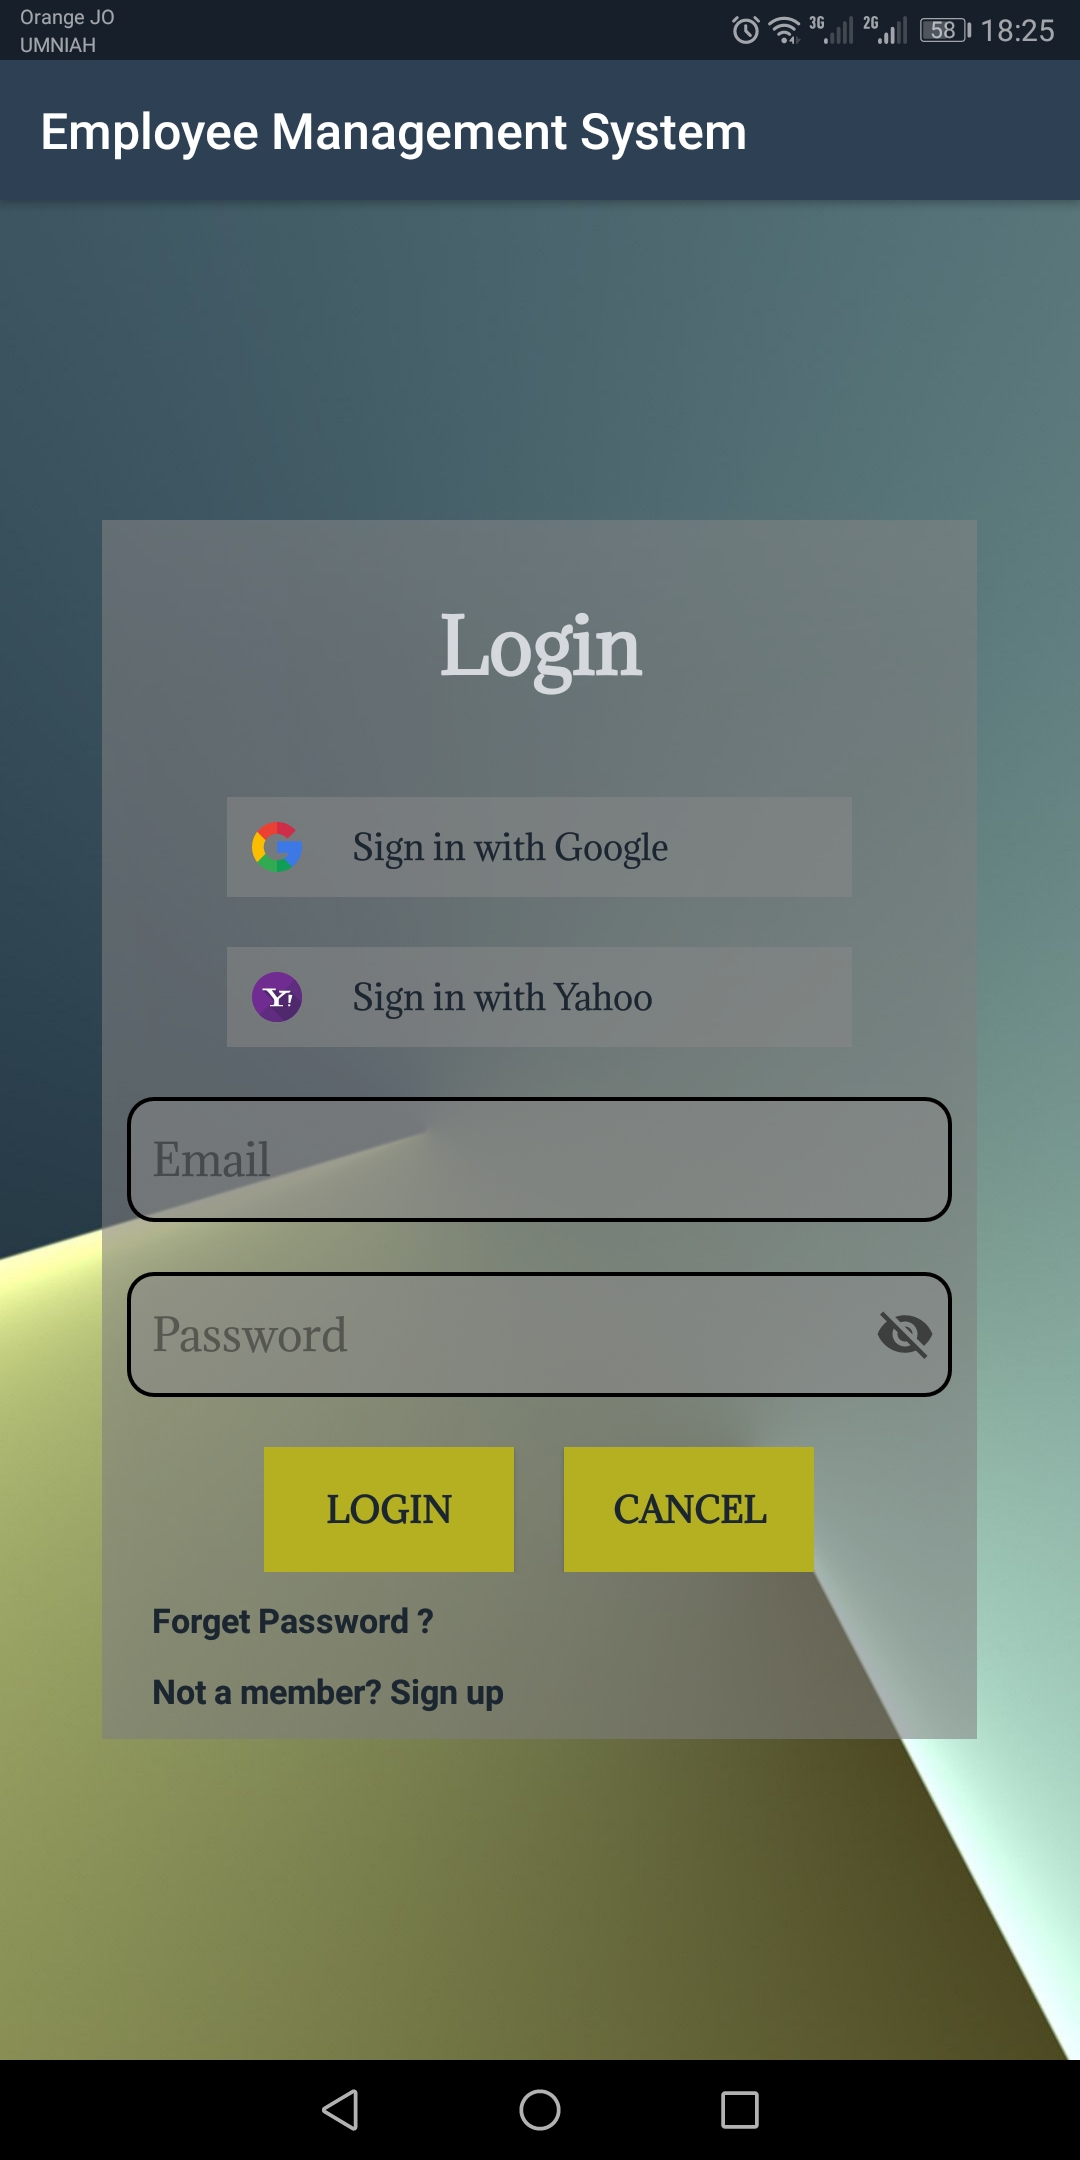 Orange JO
UMNIAH
3G 2G 58 18:25
Employee Management System
Login
Sign in with Google
Y! Sign in with Yahoo
Email
Password
LOGIN CANCEL
Forget Password ?
Not a member? Sign up